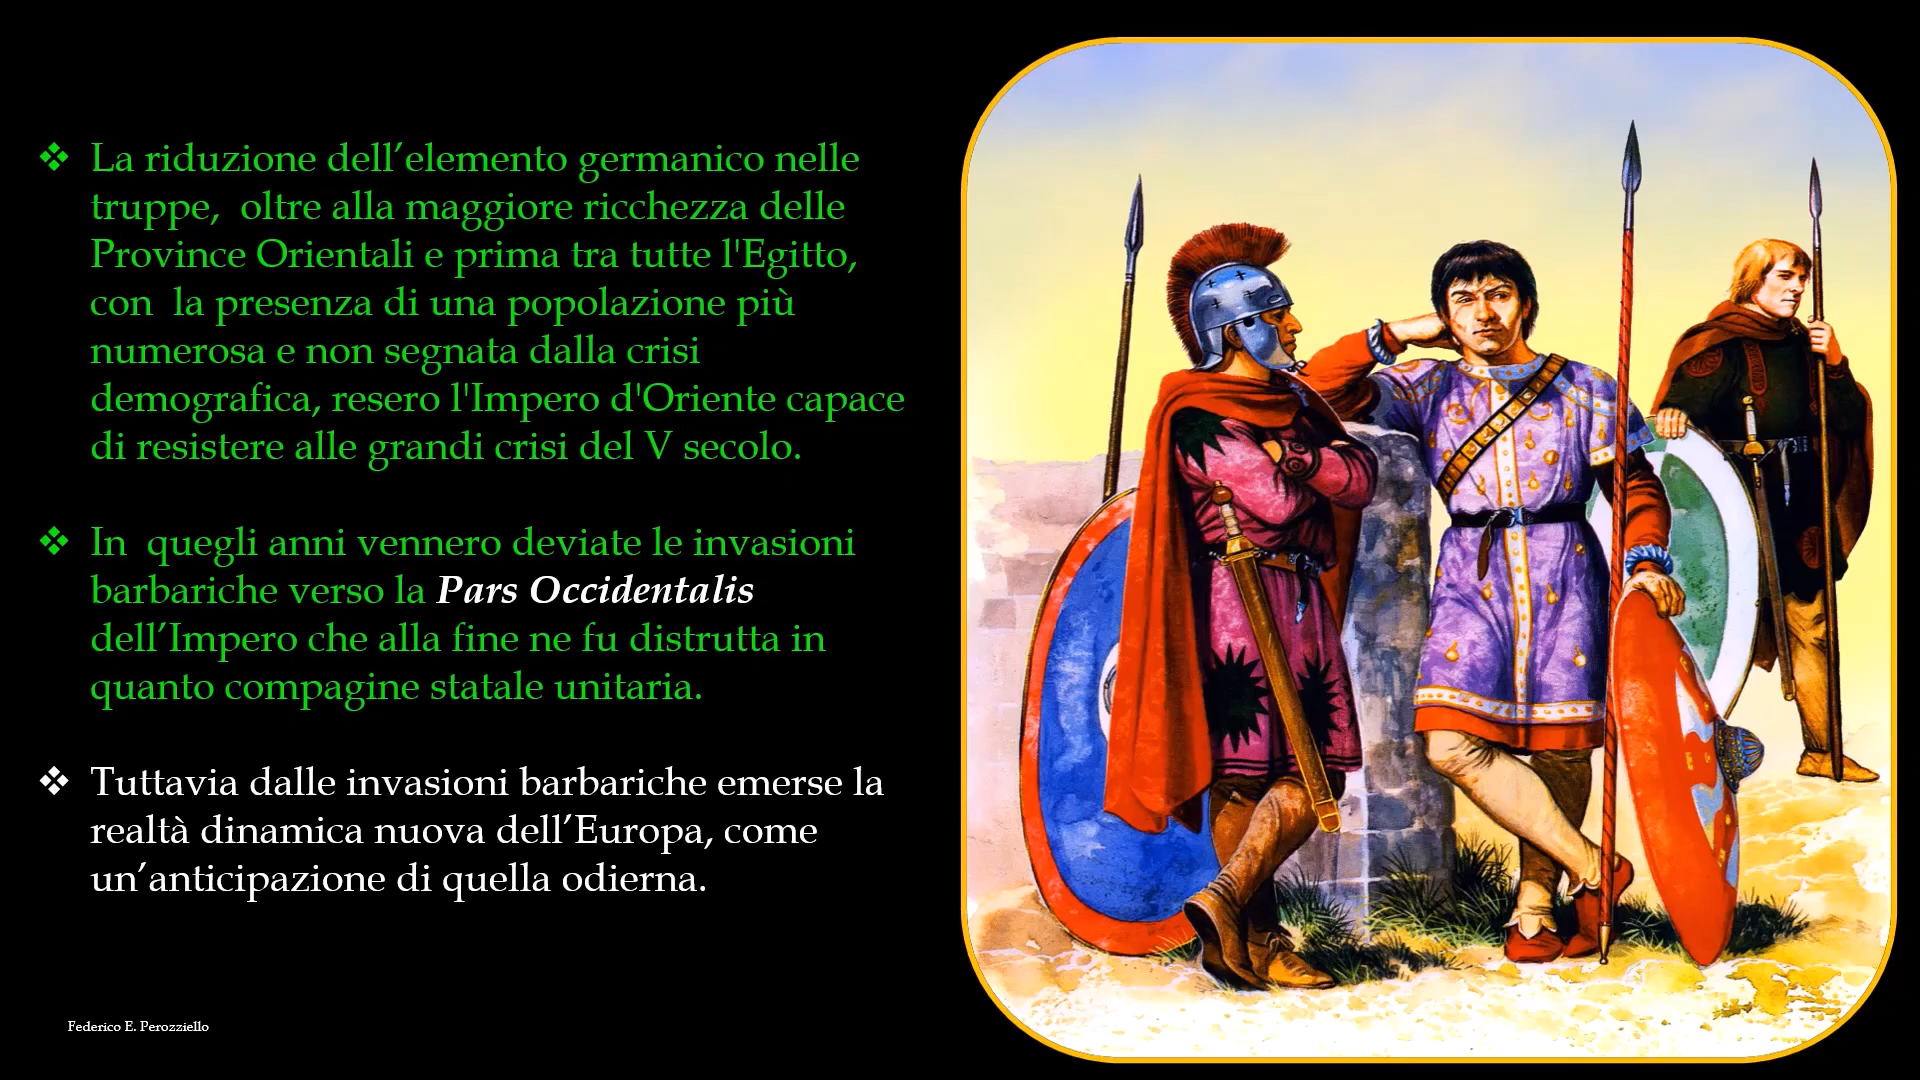 ❖ La riduzione dell’elemento germanico nelle
truppe,  oltre alla maggiore ricchezza delle
Province Orientali e prima tra tutte l'Egitto,
con  la presenza di una popolazione più
numerosa e non segnata dalla crisi
demografica, resero l'Impero d'Oriente capace
di resistere alle grandi crisi del V secolo.
❖ In  quegli anni vennero deviate le invasioni
barbariche verso la Pars Occidentalis
dell’Impero che alla fine ne fu distrutta in
quanto compagine statale unitaria.
❖ Tuttavia dalle invasioni barbariche emerse la
realtà dinamica nuova dell’Europa, come
un’anticipazione di quella odierna.
Federico E. Perozziello